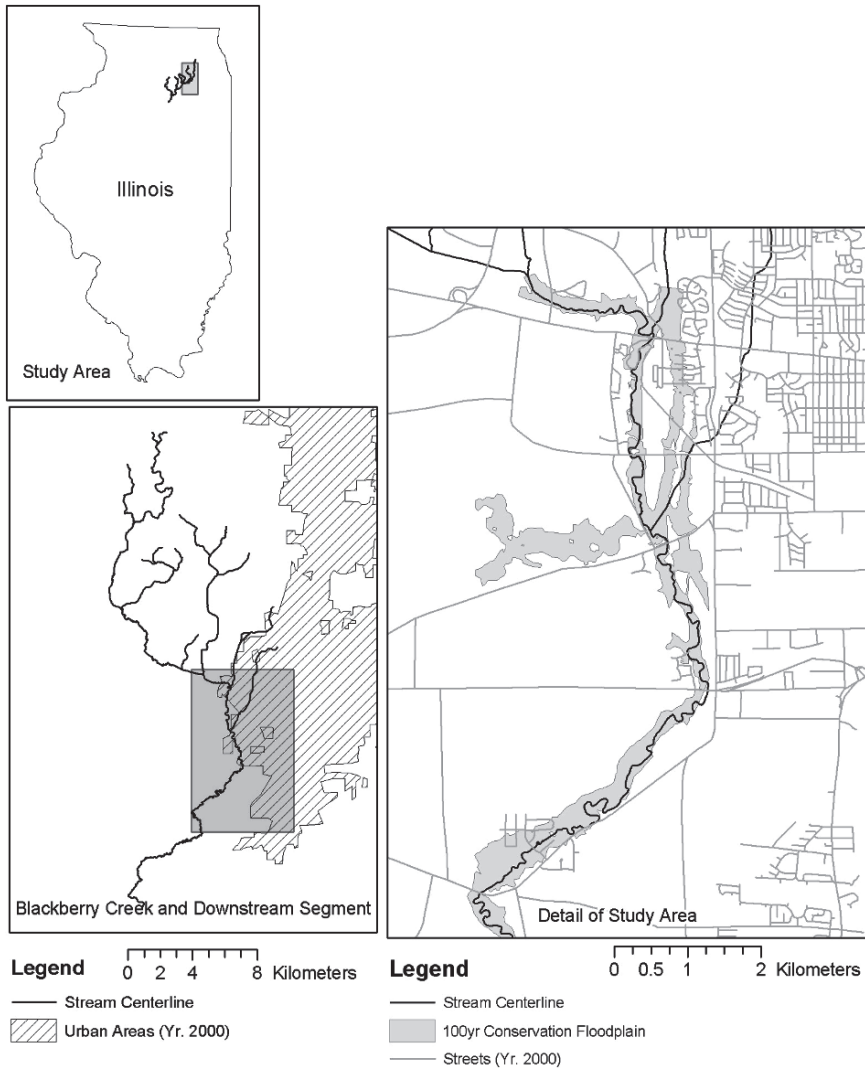 Illinois
Study Area
Blackberry Creek and Downstream Segment
Legend
0 2 4 8 Kilometers
Stream Centerline
Urban Areas (Yr. 2000)
Detail of Study Area
Legend
0 0.5 1 2 Kilometers
Stream Centerline
100yr Conservation Floodplain
Streets (Yr. 2000)